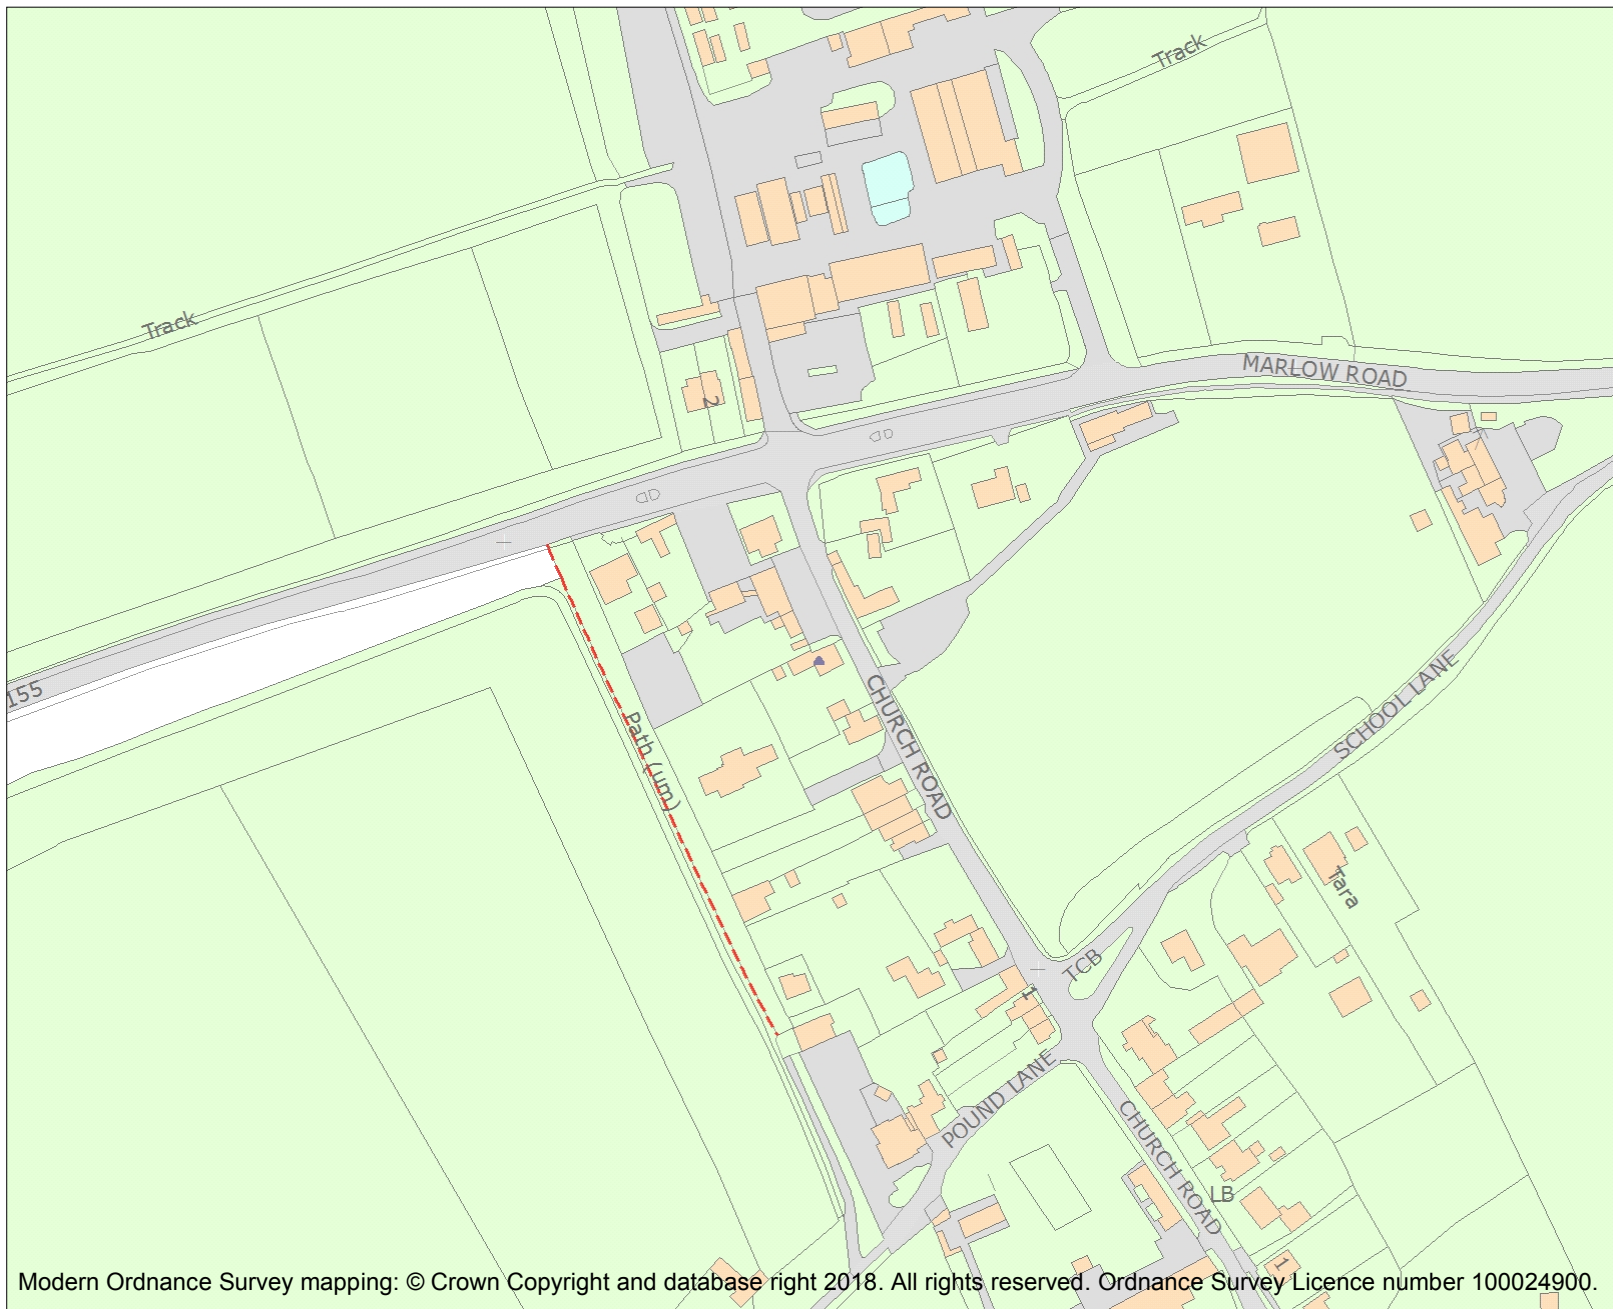 Track
Track
MARLOW ROAD
2
155
Path (um)
CHURCH ROAD
SCHOOL LANE
Tara
TCB
1
POUND LANE
CHURCH ROAD
LB
1
Modern Ordnance Survey mapping: © Crown Copyright and database right 2018. All rights reserved. Ordnance Survey Licence number 100024900.